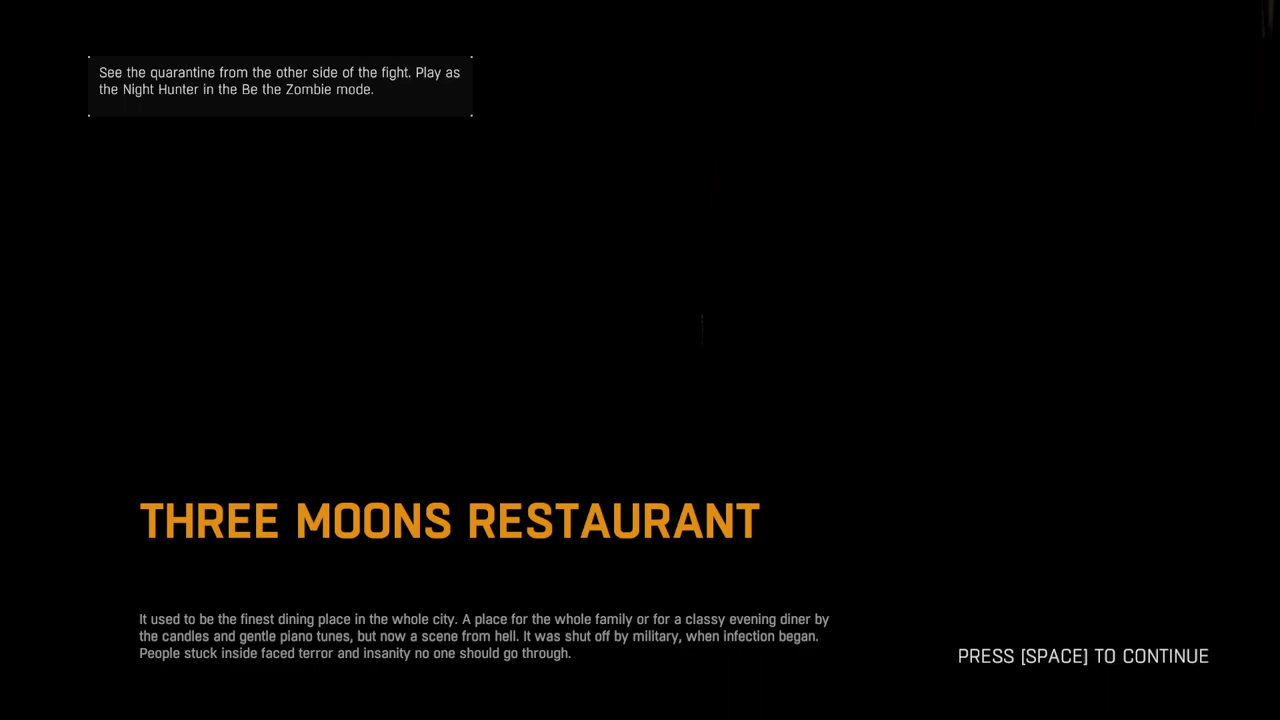 See the quarantine from the other side of the fight. Play as
the Night Hunter in the Be the Zombie mode.
THREE MOONS RESTAURANT
It used to be the finest dining place in the whole city. A place for the whole family or for a classy evening diner by
the candles and gentle piano tunes, but now a scene from hell. It was shut off by military, when infection began.
People stuck inside faced terror and insanity no one should go through.
PRESS [SPACE] TO CONTINUE